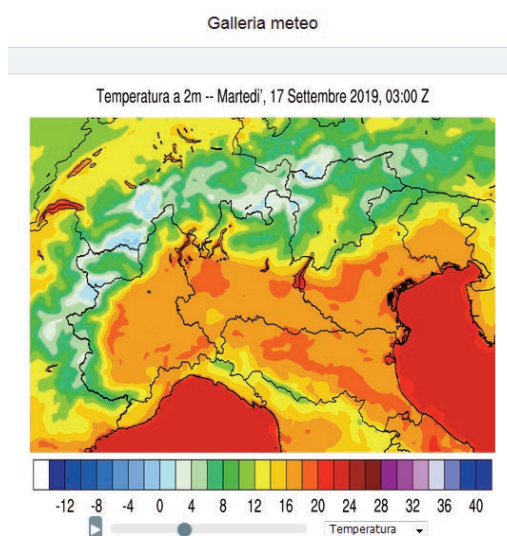 Galleria meteo
Temperatura a 2m -- Martedi', 17 Settembre 2019, 03:00 Z
-12 -8 -4 0 4 8 12 16 20 24 28 32 36 40
Temperatura